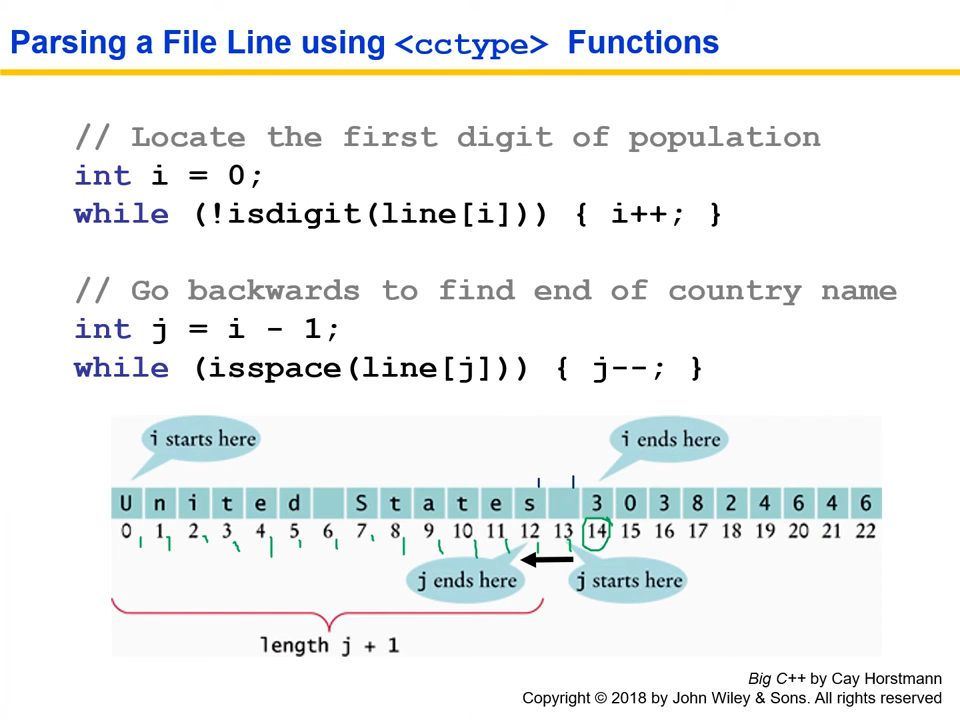 Parsing a File Line using <cctype> Functions
// Locate the first digit of population
int i = 0;
while (!isdigit(line[i])) { i++; }
// Go backwards to find end of country name
int j = i - 1;
while (isspace(line[j])) { j--; }
i starts here
i ends here
U n i t e d S t a t e s 3 0 3 8 2 4 6 4 6
0 1 2 3 4 5 6 7 8 9 10 11 12 13 14 15 16 17 18 19 20 21 22
j ends here
j starts here
length j + 1
Big C++ by Cay Horstmann
Copyright © 2018 by John Wiley & Sons. All rights reserved